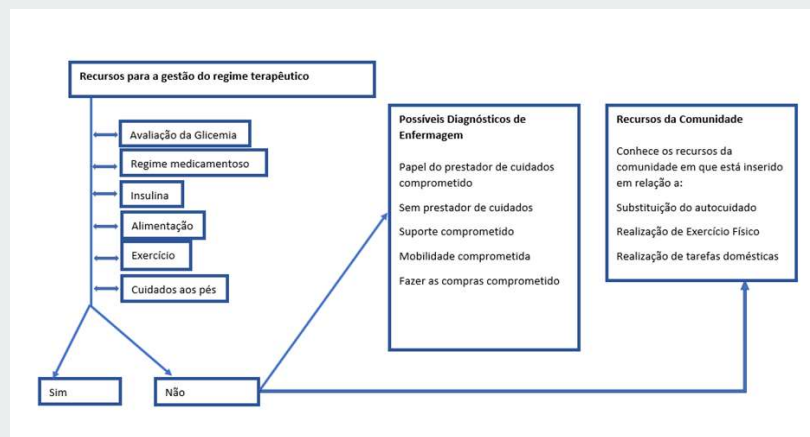 Recursos para a gestão do regime terapêutico
Avaliação da Glicemia
Regime medicamentoso
Insulina
Alimentação
Exercício
Cuidados aos pés
Sim
Não
Possíveis Diagnósticos de
Enfermagem
Papel do prestador de cuidados
comprometido
Sem prestador de cuidados
Suporte comprometido
Mobilidade comprometida
Fazer as compras comprometido
Recursos da Comunidade
Conhece os recursos da
comunidade em que está inserido
em relação a:
Substituição do autocuidado
Realização de Exercício Físico
Realização de tarefas domésticas